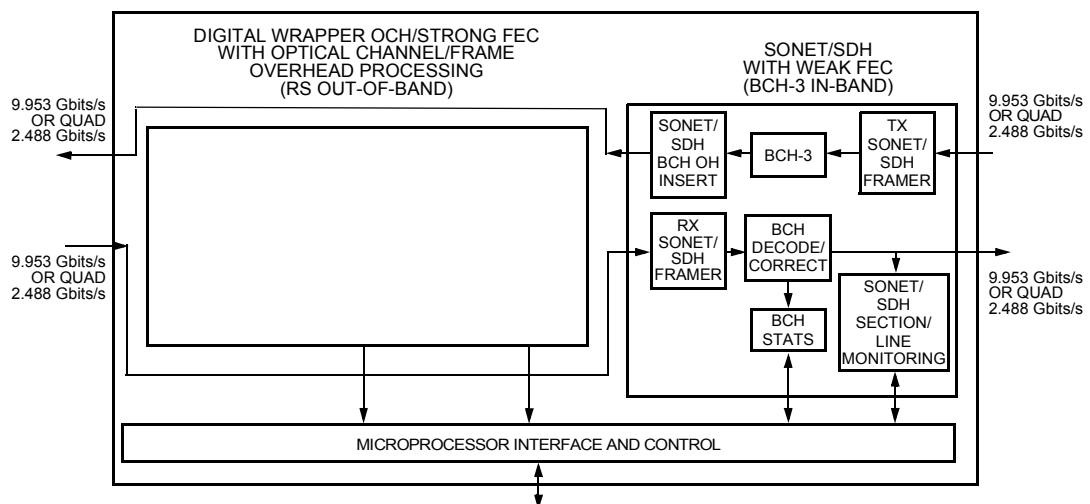 DIGITAL WRAPPER OCH/STRONG FEC
WITH OPTICAL CHANNEL/FRAME
OVERHEAD PROCESSING
(RS OUT-OF-BAND)
SONET/SDH
WITH WEAK FEC
(BCH-3 IN-BAND)
9.953 Gbits/s
OR QUAD
2.488 Gbits/s
SONET/
SDH
BCH OH
INSERT
BCH-3
TX
SONET/
SDH
FRAMER
9.953 Gbits/s
OR QUAD
2.488 Gbits/s
9.953 Gbits/s
OR QUAD
2.488 Gbits/s
RX
SONET/
SDH
FRAMER
BCH
DECODE/
CORRECT
9.953 Gbits/s
OR QUAD
2.488 Gbits/s
BCH
STATS
SONET/
SDH
SECTION/
LINE
MONITORING
MICROPROCESSOR INTERFACE AND CONTROL